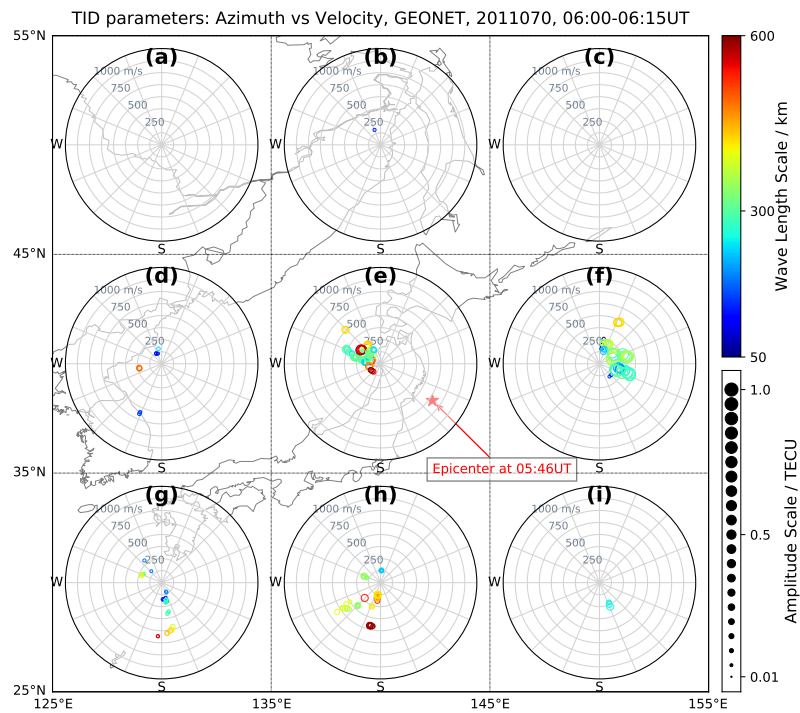 TID parameters: Azimuth vs Velocity, GEONET, 2011070, 06:00-06:15UT
55°N
45°N
35°N
25°N
125°E
135°E
145°E
155°E
(a)
1000 m/s
750
500
250
W
S
(b)
1000 m/s
750
500
250
W
S
(c)
1000 m/s
750
500
250
W
S
(d)
1000 m/s
750
500
250
W
S
(e)
1000 m/s
750
500
250
W
S
(f)
1000 m/s
750
500
250
W
S
Epicenter at 05:46UT
(g)
1000 m/s
750
500
250
W
S
(h)
1000 m/s
750
500
250
W
S
(i)
1000 m/s
750
500
250
W
S
600
300
50
Wave Length Scale / km
1.0
0.5
0.01
Amplitude Scale / TECU